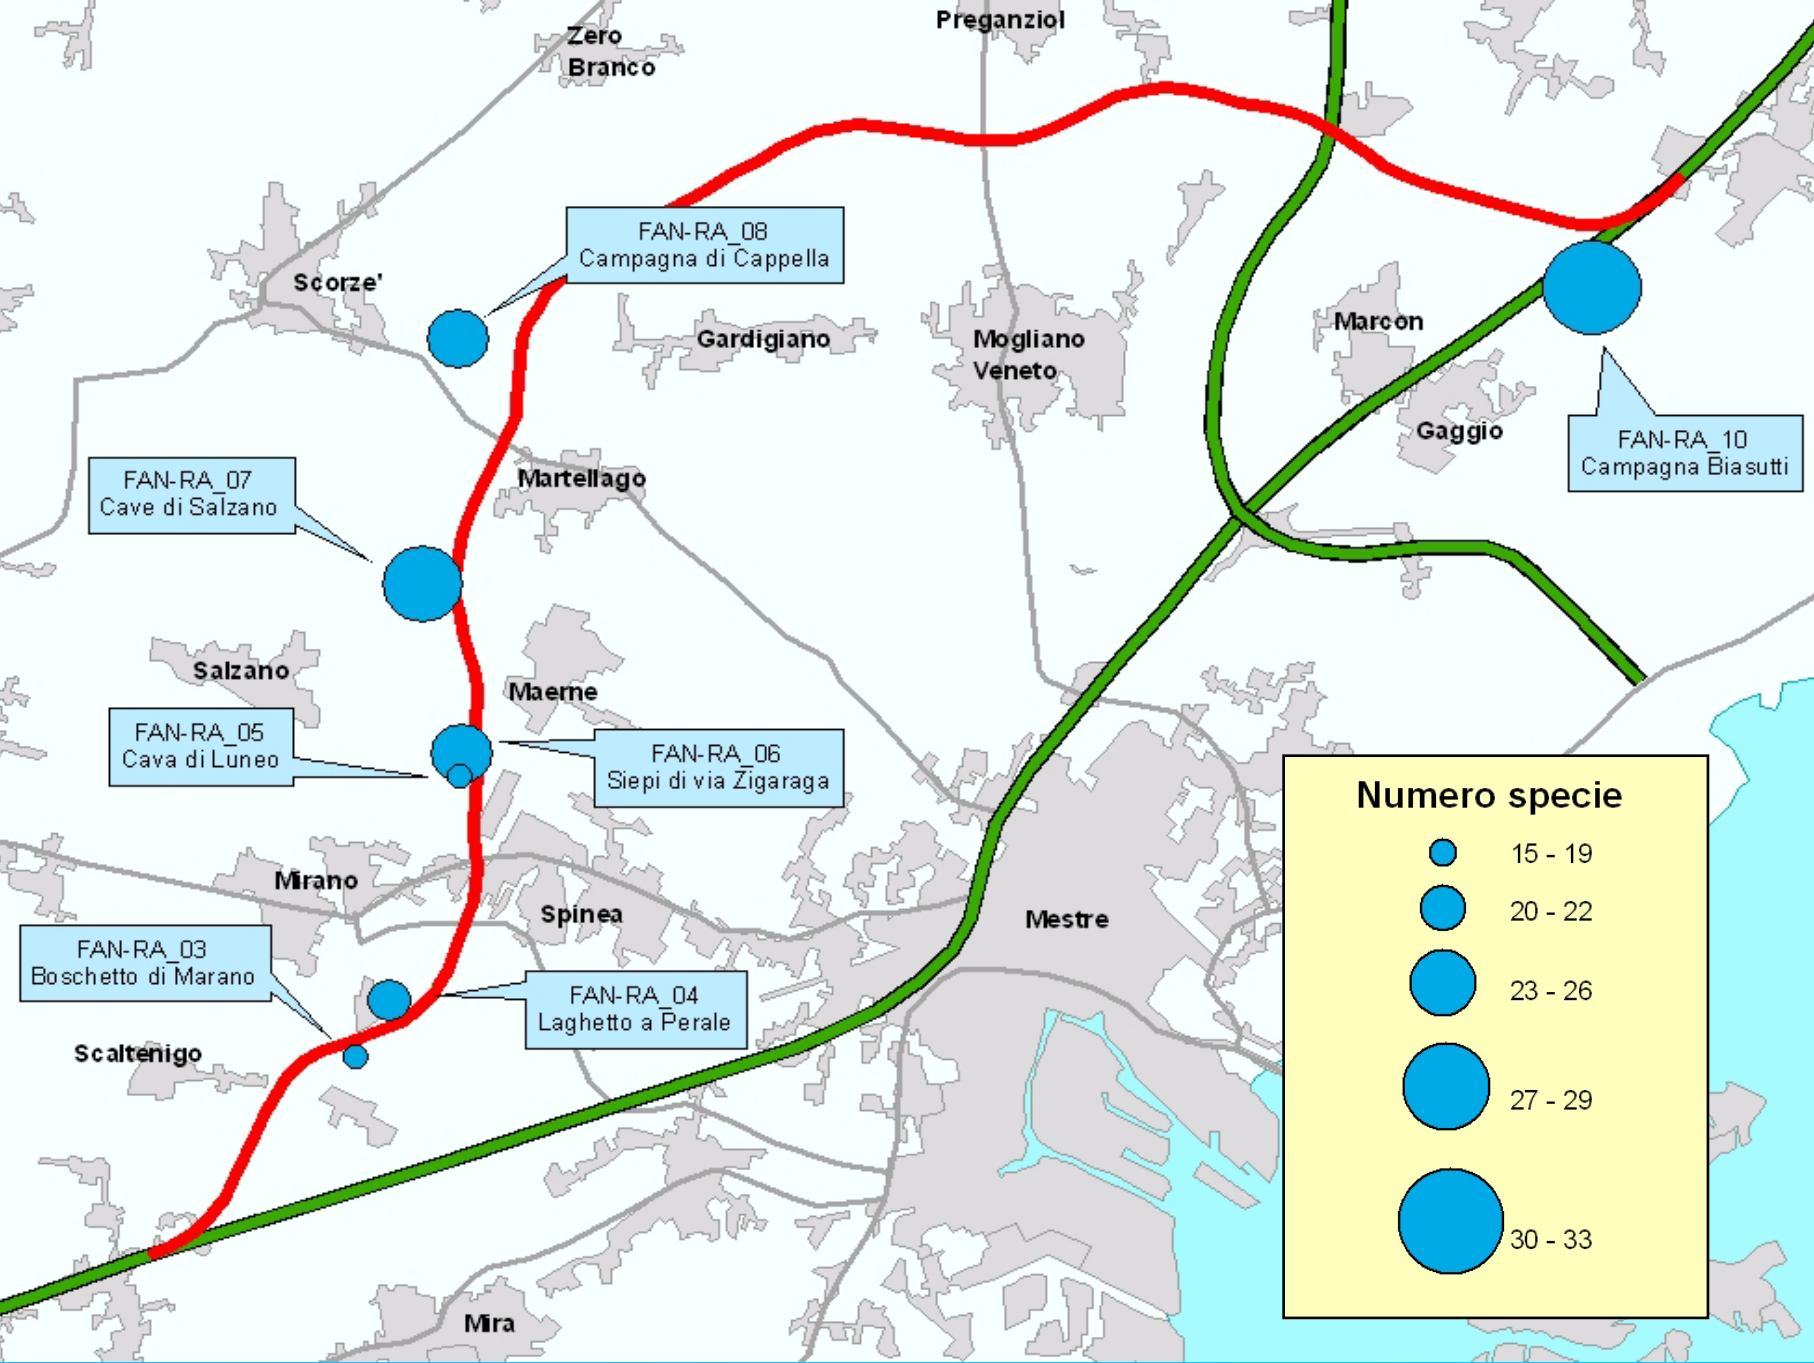 Preganziol
Zero
Branco
FAN-RA_08
Campagna di Cappella
Scorze'
Gardigiano
Mogliano
Veneto
Marcon
Gaggio
FAN-RA_10
Campagna Biasutti
FAN-RA_07
Cave di Salzano
Martellago
Salzano
Maerne
FAN-RA_05
Cava di Luneo
FAN-RA_06
Siepi di via Zigaraga
Mirano
Spinea
Mestre
FAN-RA_03
Boschetto di Marano
FAN-RA_04
Laghetto a Perale
Scaltenigo
Mira
Numero specie
15 - 19
20 - 22
23 - 26
27 - 29
30 - 33